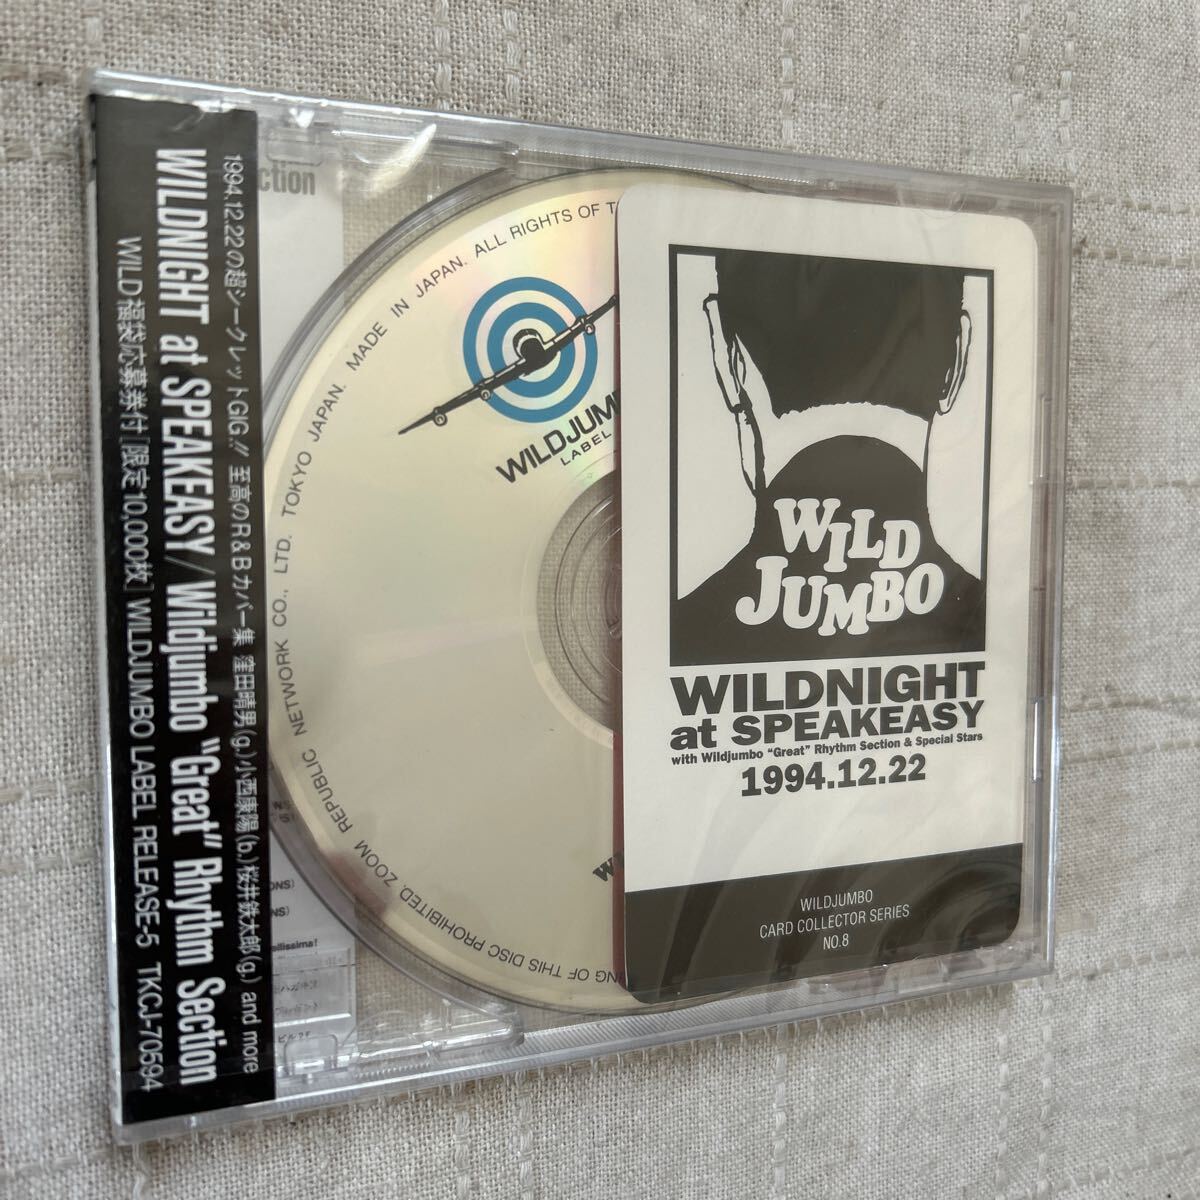 1994.12.22の超シークレットGIG!! 至高のR&Bカバー集 窪田晴男(g.)小西康陽(b.)桜井鉄太郎(g.) and more
WILDNIGHT at SPEAKEASY/ Wildjumbo "Great" Rhythm Section
WILD福袋応募券付[限定10,000枚] WILDJUMBO LABEL RELEASE-5 TKCJ-70594
ction
NG OF THIS DISC PROHIBITED. ZOOM REPUBLIC NETWORK CO., LTD. TOKYO JAPAN. MADE IN JAPAN. ALL RIGHTS OF T
WILDJUM
LABEL
ONS)
NS)
ellissima!
WILD
JUMBO
WILDNIGHT
at SPEAKEASY
with Wildjumbo "Great" Rhythm Section & Special Stars
1994.12.22
WILDJUMBO
CARD COLLECTOR SERIES
NO.8